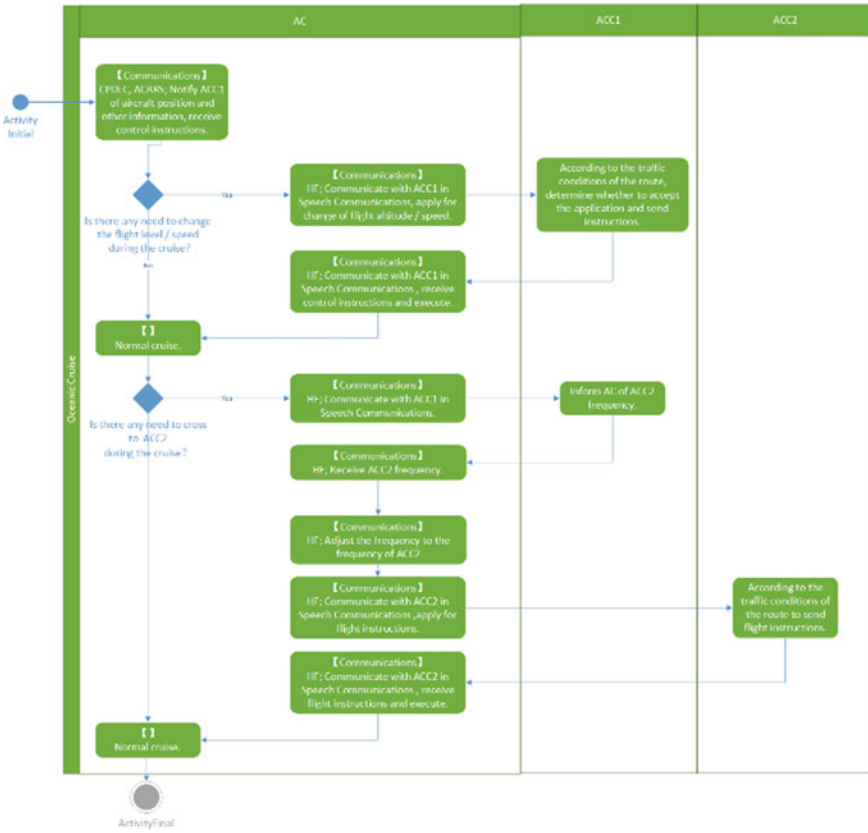 AC
ACC1
ACC2
Oceanic Cruise
Activity
Initial
【Communications】
CPDLC, ACARS; Notify ACC1
of aircraft position and
other information, receive
control instructions.
Is there any need to change
the flight level / speed
during the cruise?
Yes
【Communications】
HF; Communicate with ACC1 in
Speech Communications, apply for
change of flight altitude / speed.
According to the traffic
conditions of the route,
determine whether to accept
the application and send
instructions.
【Communications】
HF; Communicate with ACC1 in
Speech Communications , receive
control instructions and execute.
Yes
【 】
Normal cruise.
Is there any need to cross
to ACC2
during the cruise?
Yes
【Communications】
HF; Communicate with ACC1 in
Speech Communications.
Inform AC of ACC2
frequency.
【Communications】
HF; Receive ACC2 frequency.
【Communications】
HF; Adjust the frequency to the
frequency of ACC2
【Communications】
HF; Communicate with ACC2 in
Speech Communications ,apply for
flight instructions.
According to the
traffic conditions of
the route to send
flight instructions.
【Communications】
HF; Communicate with ACC2 in
Speech Communications , receive
flight instructions and execute.
【 】
Normal cruise.
ActivityFinal